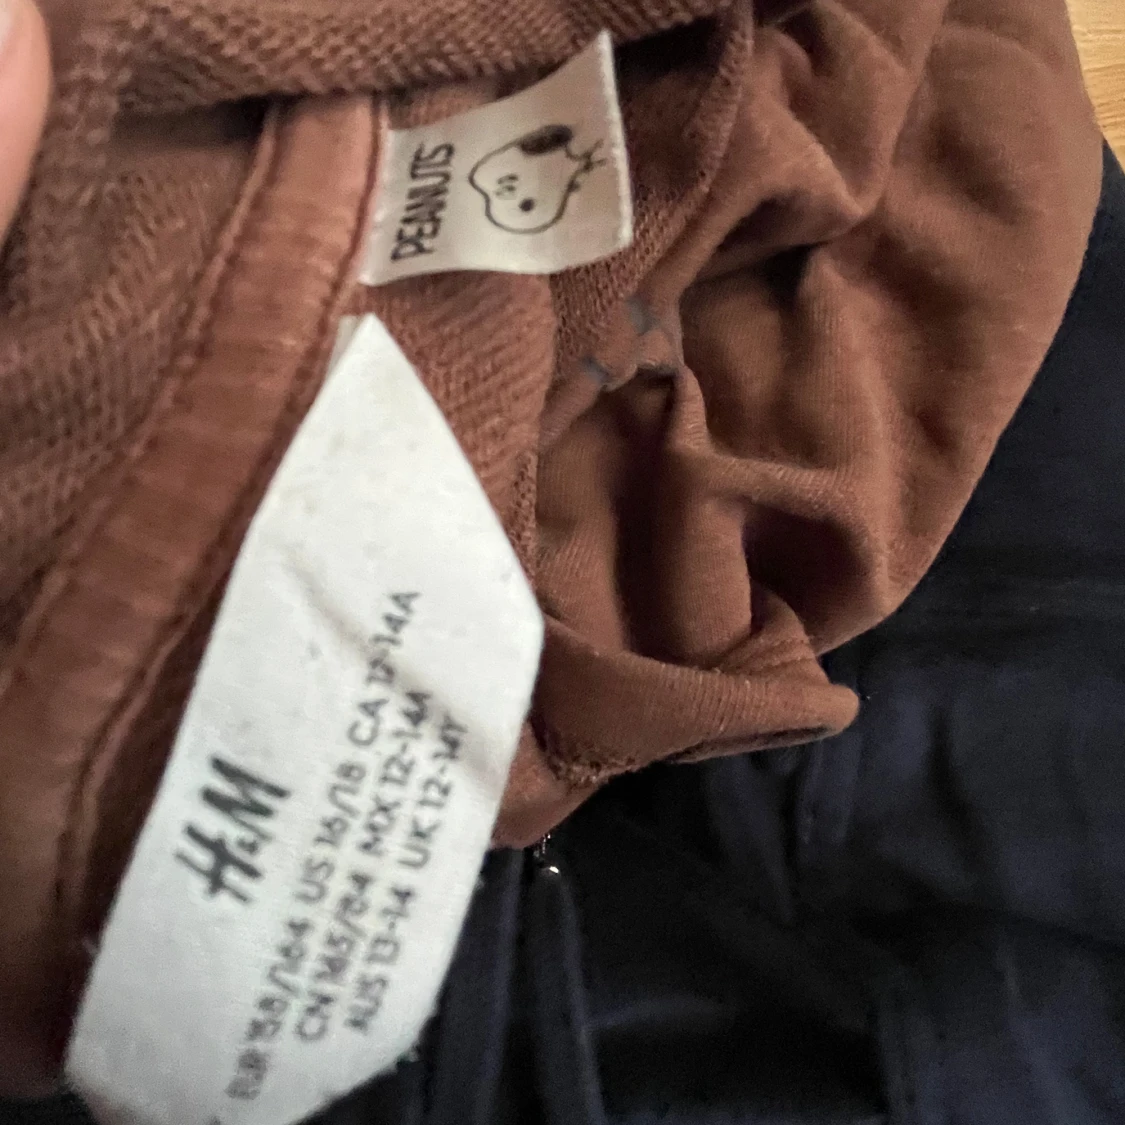 PEANUTS
H&M
EUR 158/164 US 16/18 CA 12-14A
CN 165/84 MX 12-14A
AUS 13-14 UK 12-14Y